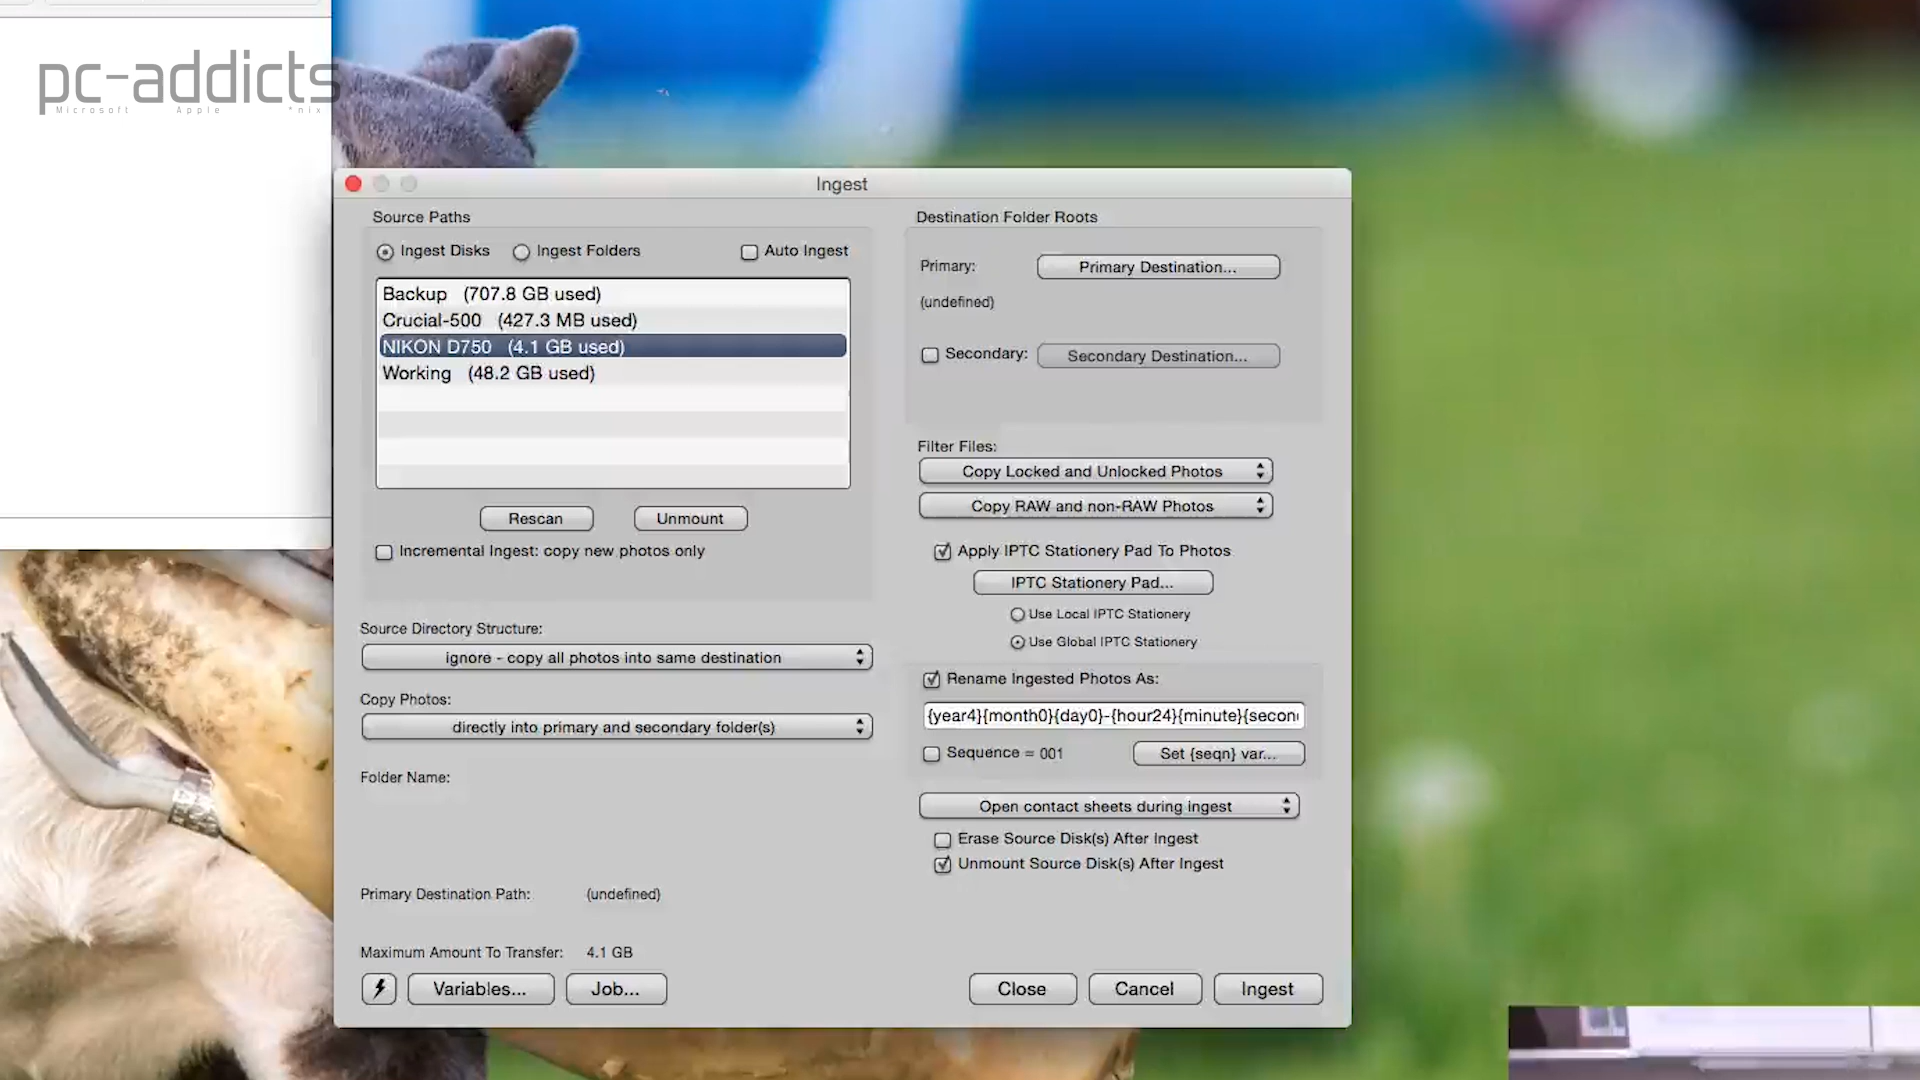 pc-addicts
Microsoft Apple *nix
Ingest
Source Paths
Ingest Disks Ingest Folders Auto Ingest
Backup (707.8 GB used)
Crucial-500 (427.3 MB used)
NIKON D750 (4.1 GB used)
Working (48.2 GB used)
Rescan Unmount
Incremental Ingest: copy new photos only
Source Directory Structure:
ignore - copy all photos into same destination
Copy Photos:
directly into primary and secondary folder(s)
Folder Name:
Primary Destination Path: (undefined)
Maximum Amount To Transfer: 4.1 GB
Variables... Job...
Destination Folder Roots
Primary: Primary Destination...
(undefined)
Secondary: Secondary Destination...
Filter Files:
Copy Locked and Unlocked Photos
Copy RAW and non-RAW Photos
Apply IPTC Stationery Pad To Photos
IPTC Stationery Pad...
Use Local IPTC Stationery
Use Global IPTC Stationery
Rename Ingested Photos As:
{year4}{month0}{day0}-{hour24}{minute}{secon
Sequence = 001 Set {seqn} var...
Open contact sheets during ingest
Erase Source Disk(s) After Ingest
Unmount Source Disk(s) After Ingest
Close Cancel Ingest